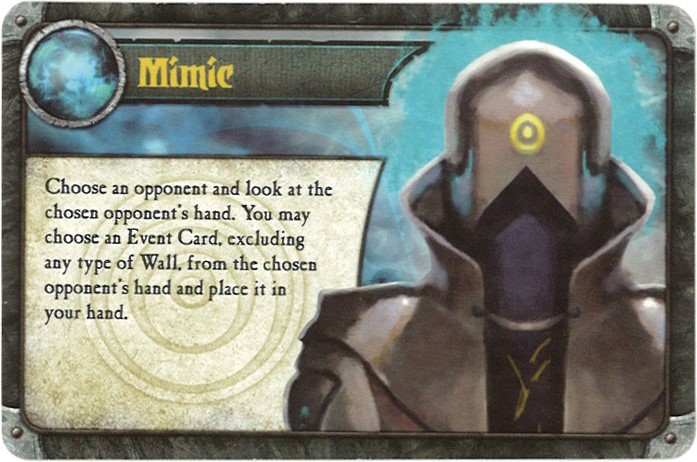 Mimic
Choose an opponent and look at the
chosen opponent's hand. You may
choose an Event Card, excluding
any type of Wall, from the chosen
opponent's hand and place it in
your hand.